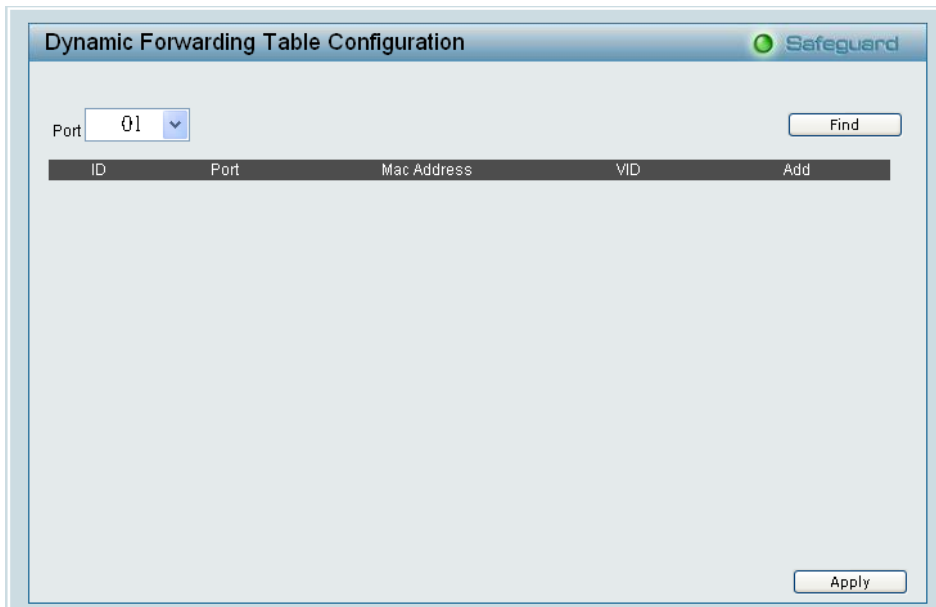 Dynamic Forwarding Table Configuration Safeguard
Port 01 Find
ID Port Mac Address VID Add
Apply